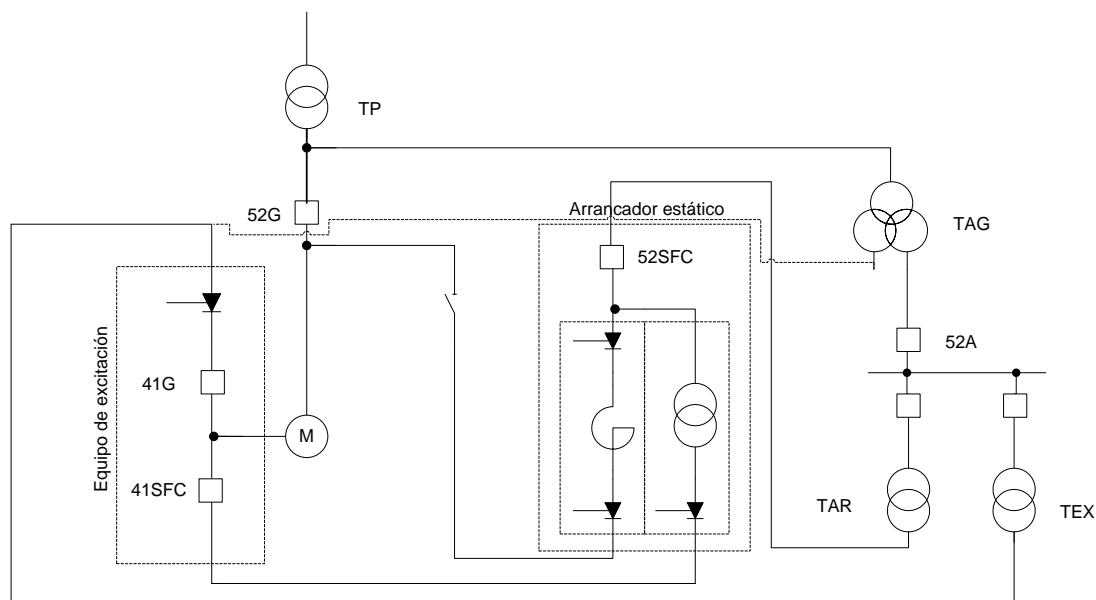 TP
52G
Arrancador estático
TAG
52SFC
52A
41G
Equipo de excitación
M
41SFC
TAR
TEX